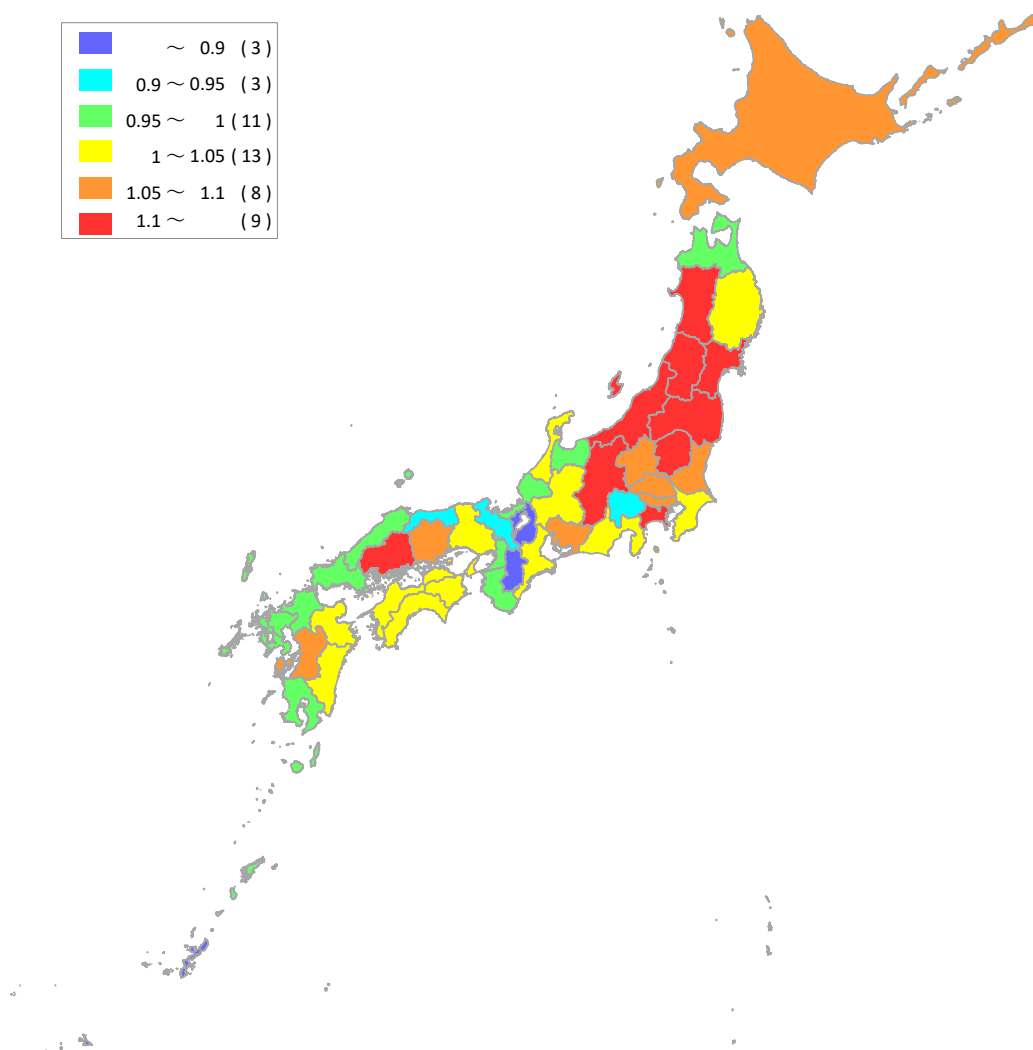 ～ 0.9 ( 3 )
0.9 ～ 0.95 ( 3 )
0.95 ～ 1 ( 11 )
1 ～ 1.05 ( 13 )
1.05 ～ 1.1 ( 8 )
1.1 ～ ( 9 )